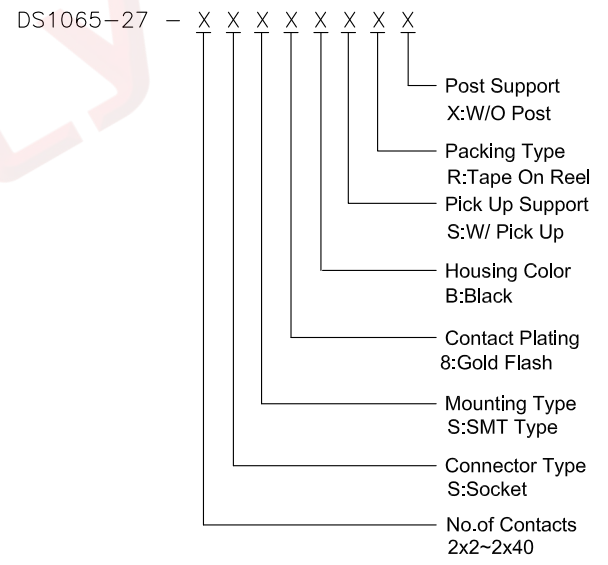 DS1065-27 - X X X X X X X X
Post Support
X:W/O Post
Packing Type
R:Tape On Reel
Pick Up Support
S:W/ Pick Up
Housing Color
B:Black
Contact Plating
8:Gold Flash
Mounting Type
S:SMT Type
Connector Type
S:Socket
No.of Contacts
2x2~2x40